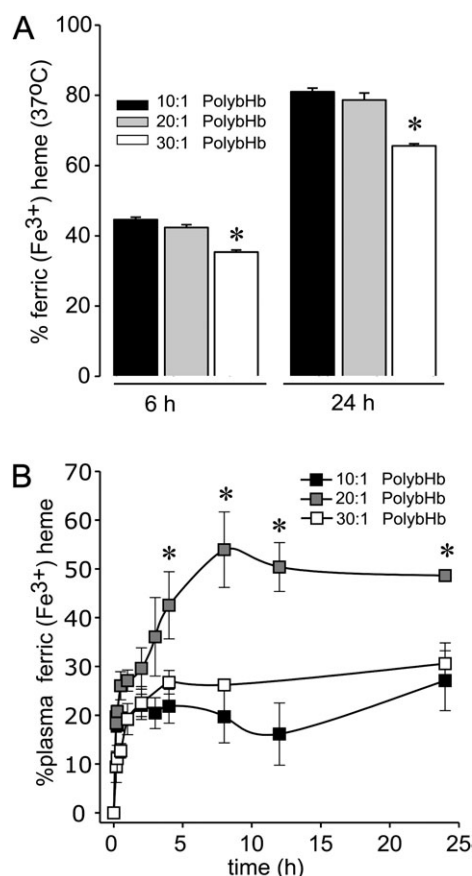 A
% ferric (Fe3+) heme (37oC)
100
80
60
40
20
0
10:1 PolybHb
20:1 PolybHb
30:1 PolybHb
*
*
6 h
24 h
B
%plasma ferric (Fe3+) heme
70
60
50
40
30
20
10
0
10:1 PolybHb
20:1 PolybHb
30:1 PolybHb
*
*
*
*
0
5
10
15
20
25
time (h)